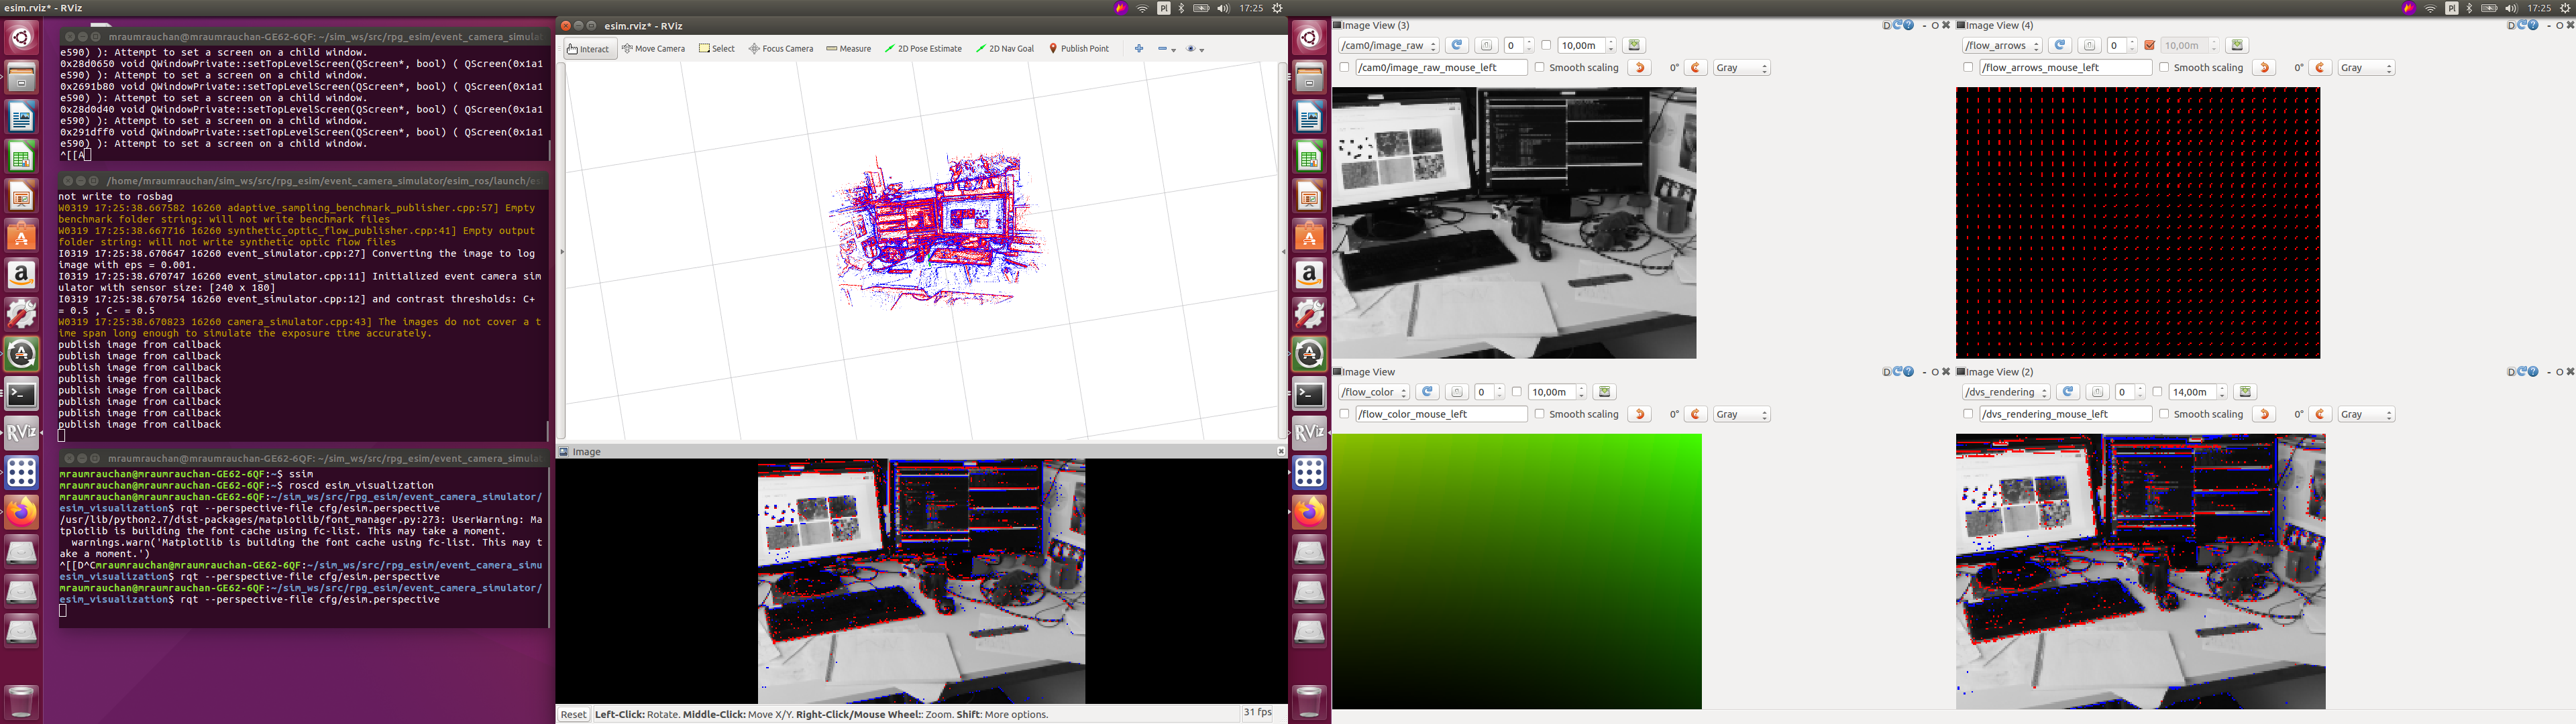 esim.rviz* - RViz
Pl
17:25
Pl
17:25
mraumrauchan@mraumrauchan-GE62-6QF: ~/sim_ws/src/rpg_esim/event_camera_simulat
e590) ): Attempt to set a screen on a child window.
0x28d0650 void QWindowPrivate::setTopLevelScreen(QScreen*, bool) ( QScreen(0x1a1
e590) ): Attempt to set a screen on a child window.
0x2691b80 void QWindowPrivate::setTopLevelScreen(QScreen*, bool) ( QScreen(0x1a1
e590) ): Attempt to set a screen on a child window.
0x28d0d40 void QWindowPrivate::setTopLevelScreen(QScreen*, bool) ( QScreen(0x1a1
e590) ): Attempt to set a screen on a child window.
0x291dff0 void QWindowPrivate::setTopLevelScreen(QScreen*, bool) ( QScreen(0x1a1
e590) ): Attempt to set a screen on a child window.
^[[A
/home/mraumrauchan/sim_ws/src/rpg_esim/event_camera_simulator/esim_ros/launch/es
not write to rosbag
W0319 17:25:38.667582 16260 adaptive_sampling_benchmark_publisher.cpp:57] Empty
benchmark folder string: will not write benchmark files
W0319 17:25:38.667716 16260 synthetic_optic_flow_publisher.cpp:41] Empty output
folder string: will not write synthetic optic flow files
I0319 17:25:38.670647 16260 event_simulator.cpp:27] Converting the image to log
image with eps = 0.001.
I0319 17:25:38.670747 16260 event_simulator.cpp:11] Initialized event camera sim
ulator with sensor size: [240 x 180]
I0319 17:25:38.670754 16260 event_simulator.cpp:12] and contrast thresholds: C+
= 0.5 , C- = 0.5
W0319 17:25:38.670823 16260 camera_simulator.cpp:43] The images do not cover a t
ime span long enough to simulate the exposure time accurately.
publish image from callback
publish image from callback
publish image from callback
publish image from callback
publish image from callback
publish image from callback
publish image from callback
publish image from callback
mraumrauchan@mraumrauchan-GE62-6QF: ~/sim_ws/src/rpg_esim/event_camera_simulat
mraumrauchan@mraumrauchan-GE62-6QF:~$ ssim
mraumrauchan@mraumrauchan-GE62-6QF:~$ roscd esim_visualization
mraumrauchan@mraumrauchan-GE62-6QF:~/sim_ws/src/rpg_esim/event_camera_simulator/
esim_visualization$ rqt --perspective-file cfg/esim.perspective
/usr/lib/python2.7/dist-packages/matplotlib/font_manager.py:273: UserWarning: Ma
tplotlib is building the font cache using fc-list. This may take a moment.
warnings.warn('Matplotlib is building the font cache using fc-list. This may t
ake a moment.')
^[[D^Cmraumrauchan@mraumrauchan-GE62-6QF:~/sim_ws/src/rpg_esim/event_camera_simu
esim_visualization$ rqt --perspective-file cfg/esim.perspective
mraumrauchan@mraumrauchan-GE62-6QF:~/sim_ws/src/rpg_esim/event_camera_simulator/
esim_visualization$ rqt --perspective-file cfg/esim.perspective
RViz
esim.rviz* - RViz
Interact Move Camera Select Focus Camera Measure 2D Pose Estimate 2D Nav Goal Publish Point
Image
Reset Left-Click: Rotate. Middle-Click: Move X/Y. Right-Click/Mouse Wheel:: Zoom. Shift: More options. 31 fps
RViz
Image View (3)
/cam0/image_raw 0 10,00m
/cam0/image_raw_mouse_left Smooth scaling 0° Gray
Image View (4)
/flow_arrows 0 10,00m
/flow_arrows_mouse_left Smooth scaling 0° Gray
Image View
/flow_color 0 10,00m
/flow_color_mouse_left Smooth scaling 0° Gray
Image View (2)
/dvs_rendering 0 14,00m
/dvs_rendering_mouse_left Smooth scaling 0° Gray